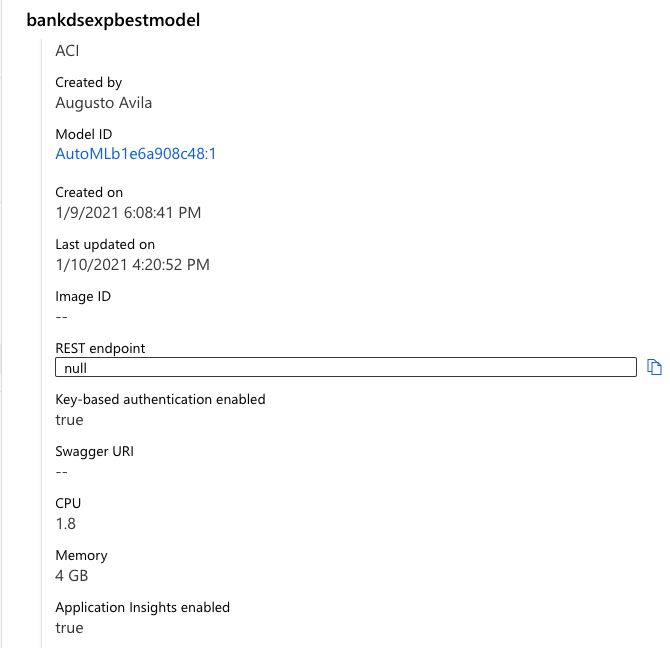 bankdsexpbestmodel
ACI
Created by
Augusto Avila
Model ID
AutoMLb1e6a908c48:1
Created on
1/9/2021 6:08:41 PM
Last updated on
1/10/2021 4:20:52 PM
Image ID
--
REST endpoint
null
Key-based authentication enabled
true
Swagger URI
--
CPU
1.8
Memory
4 GB
Application Insights enabled
true